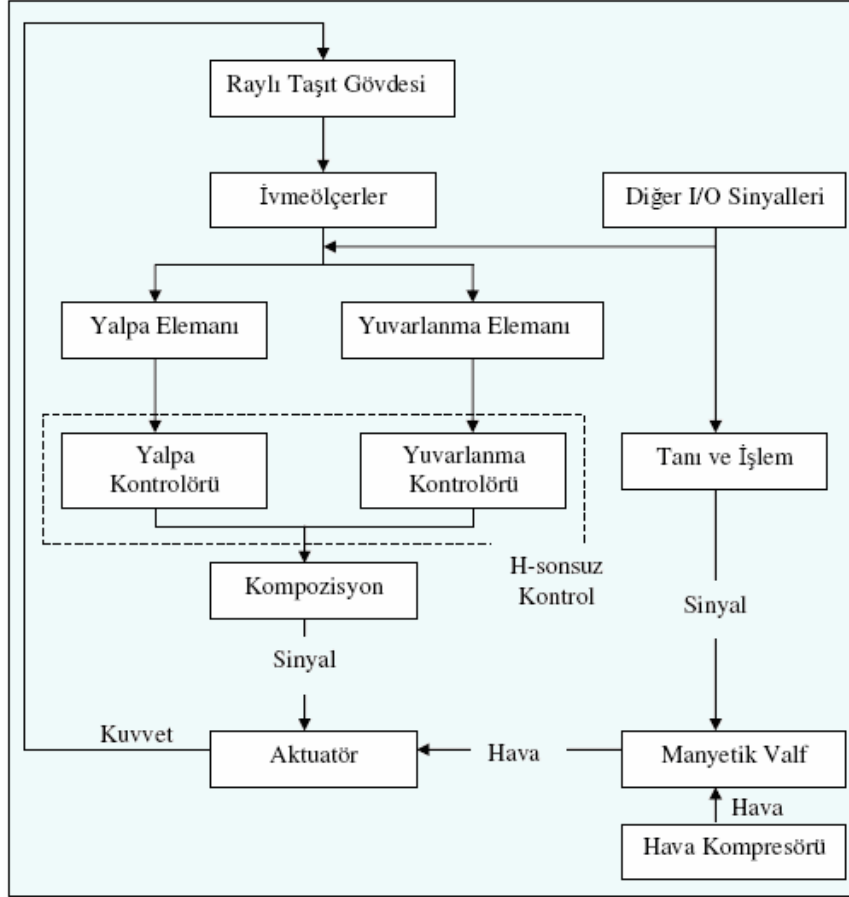 Raylı Taşıt Gövdesi
İvmeölçerler
Diğer I/O Sinyalleri
Yalpa Elemanı
Yuvarlanma Elemanı
Yalpa
Kontrolörü
Yuvarlanma
Kontrolörü
Tanı ve İşlem
H-sonsuz
Kontrol
Kompozisyon
Sinyal
Sinyal
Kuvvet
Aktuatör
Hava
Manyetik Valf
Hava
Hava Kompresörü